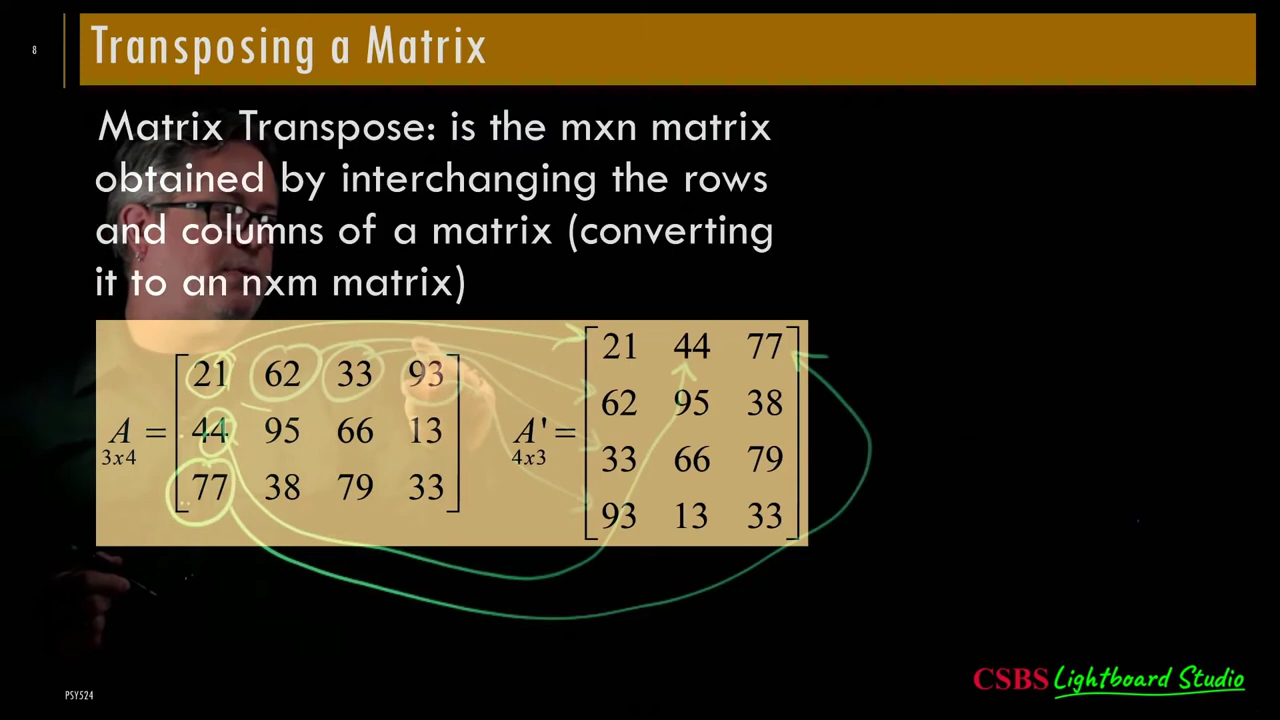 8
Transposing a Matrix
Matrix Transpose: is the mxn matrix
obtained by interchanging the rows
and columns of a matrix (converting
it to an nxm matrix)
A = [21 62 33 93
44 95 66 13
77 38 79 33]
3x4
A' = [21 44 77
62 95 38
33 66 79
93 13 33]
4x3
PSY524
CSBS Lightboard Studio